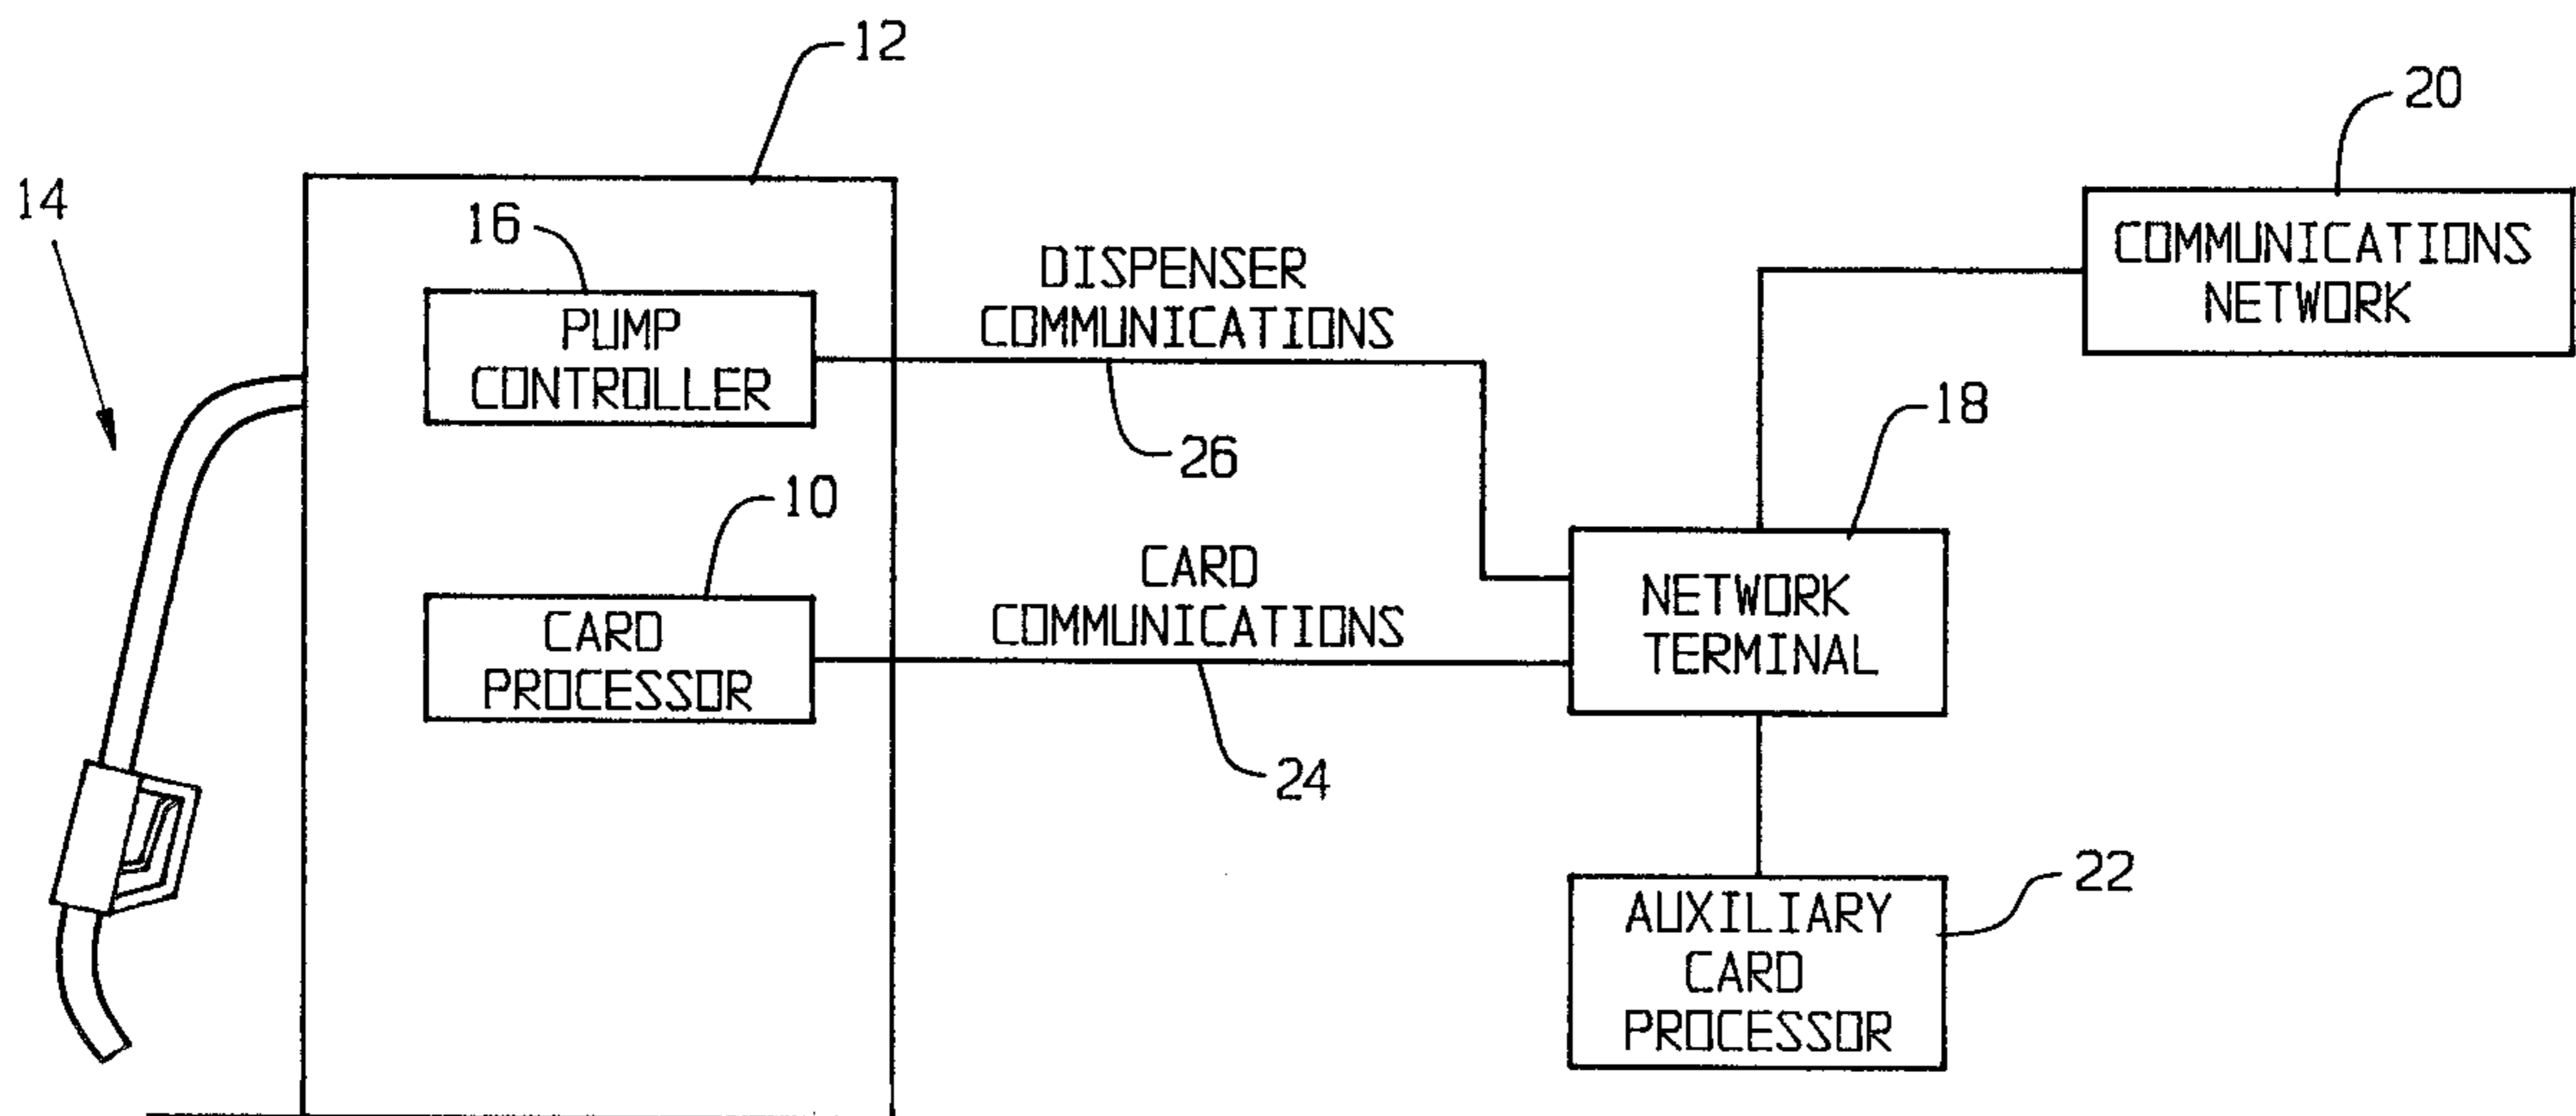 12
20
14
16
COMMUNICATIONS
NETWORK
DISPENSER
COMMUNICATIONS
PUMP
CONTROLLER
18
26
10
CARD
COMMUNICATIONS
NETWORK
TERMINAL
CARD
PROCESSOR
24
22
AUXILIARY
CARD
PROCESSOR